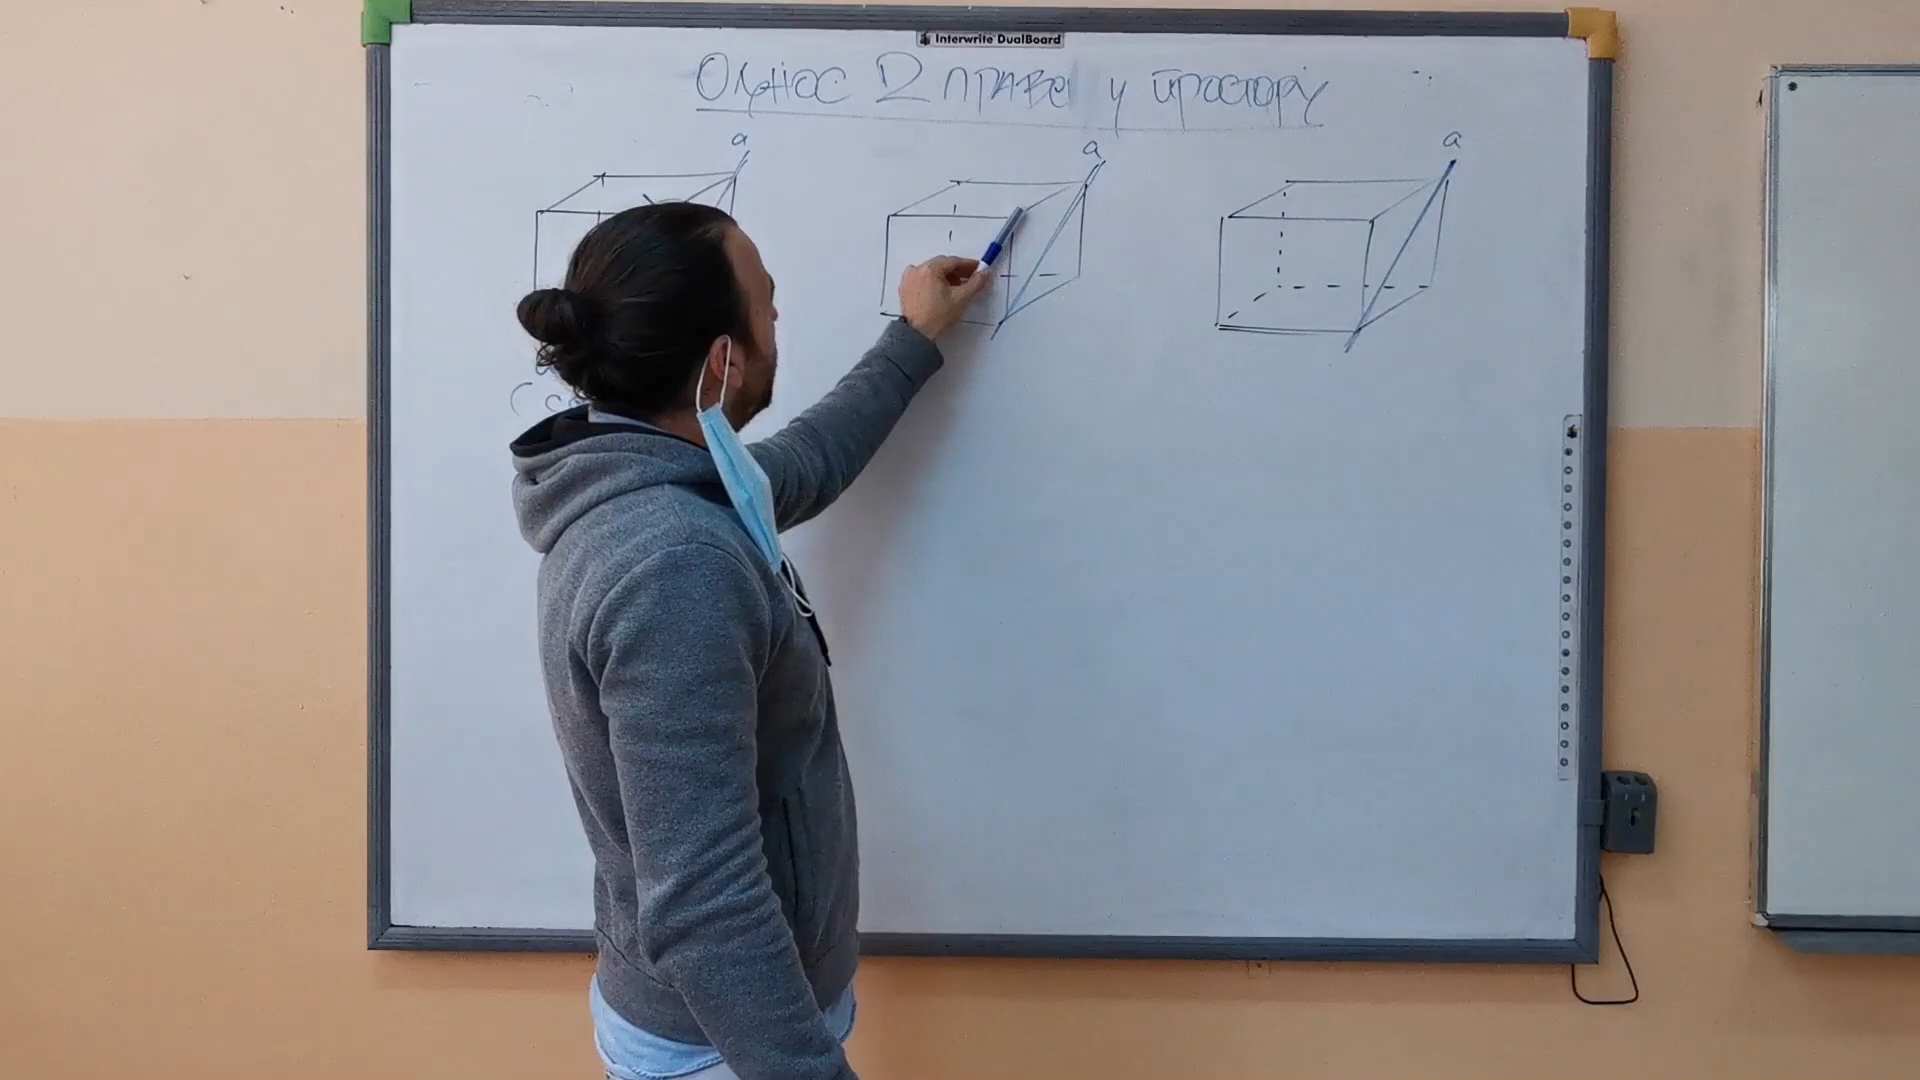 Interwrite DualBoard
Однос 2 праве у простору
a
a
a